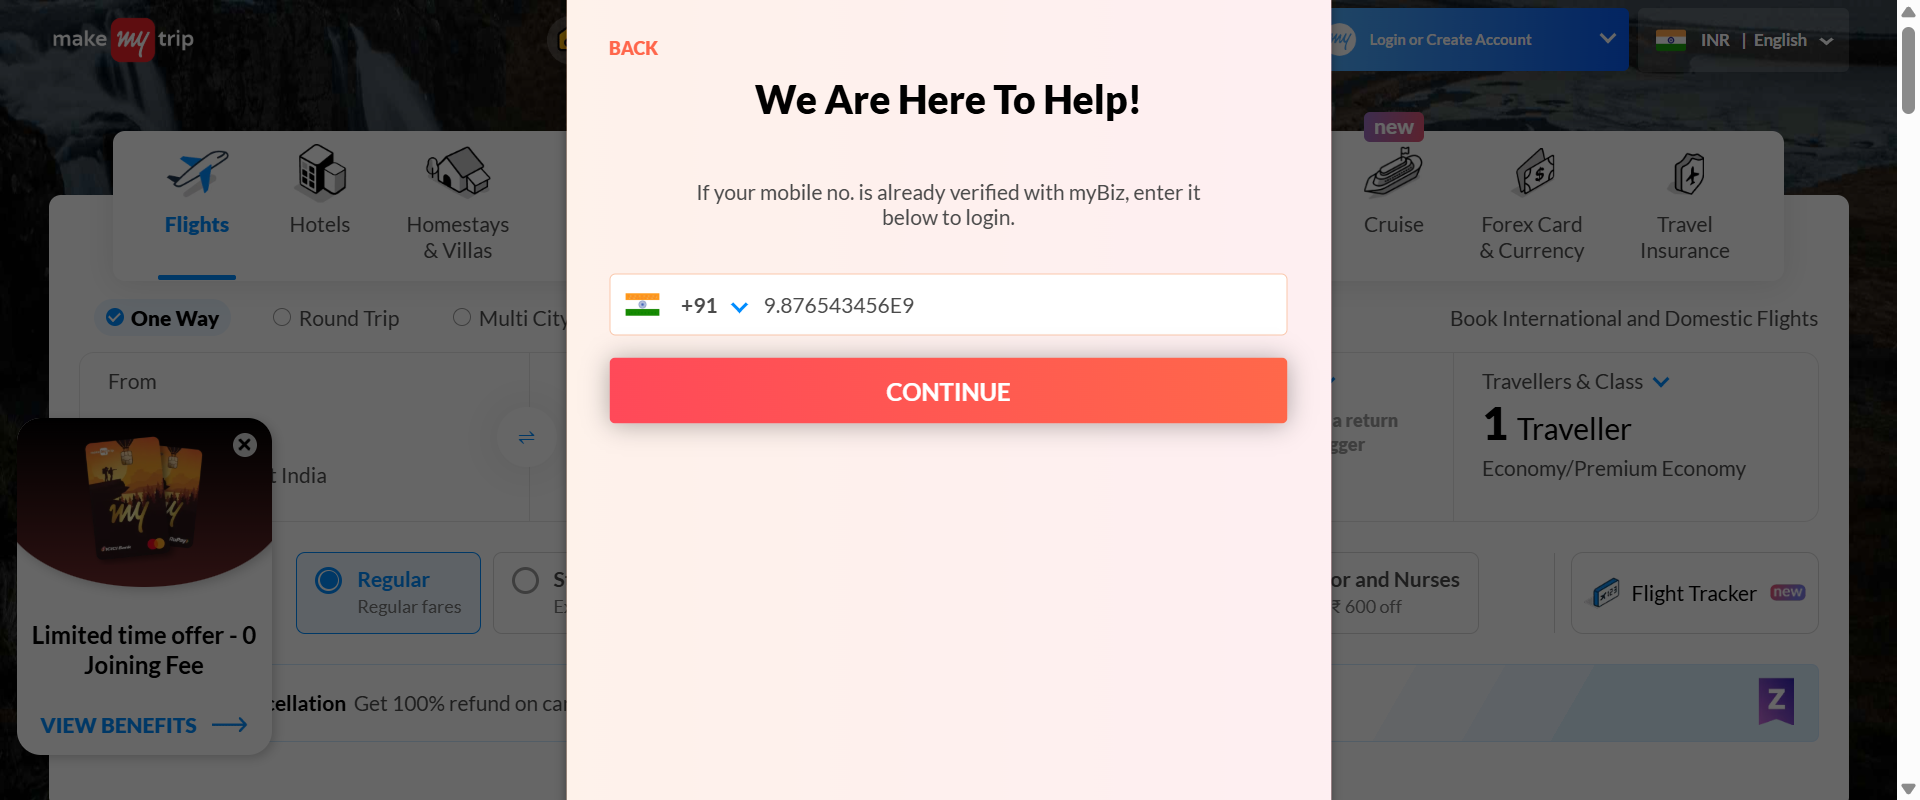 make my trip
Login or Create Account
INR | English
BACK
We Are Here To Help!
If your mobile no. is already verified with myBiz, enter it
below to login.
+91 9.876543456E9
CONTINUE
Flights
Hotels
Homestays
& Villas
new
Cruise
Forex Card
& Currency
Travel
Insurance
One Way
Round Trip
Multi City
Book International and Domestic Flights
From
India
Travellers & Class
1 Traveller
Economy/Premium Economy
a return
Regular
Regular fares
or and Nurses
₹ 600 off
Flight Tracker new
my
Limited time offer - 0
Joining Fee
VIEW BENEFITS
Get 100% refund on
Z